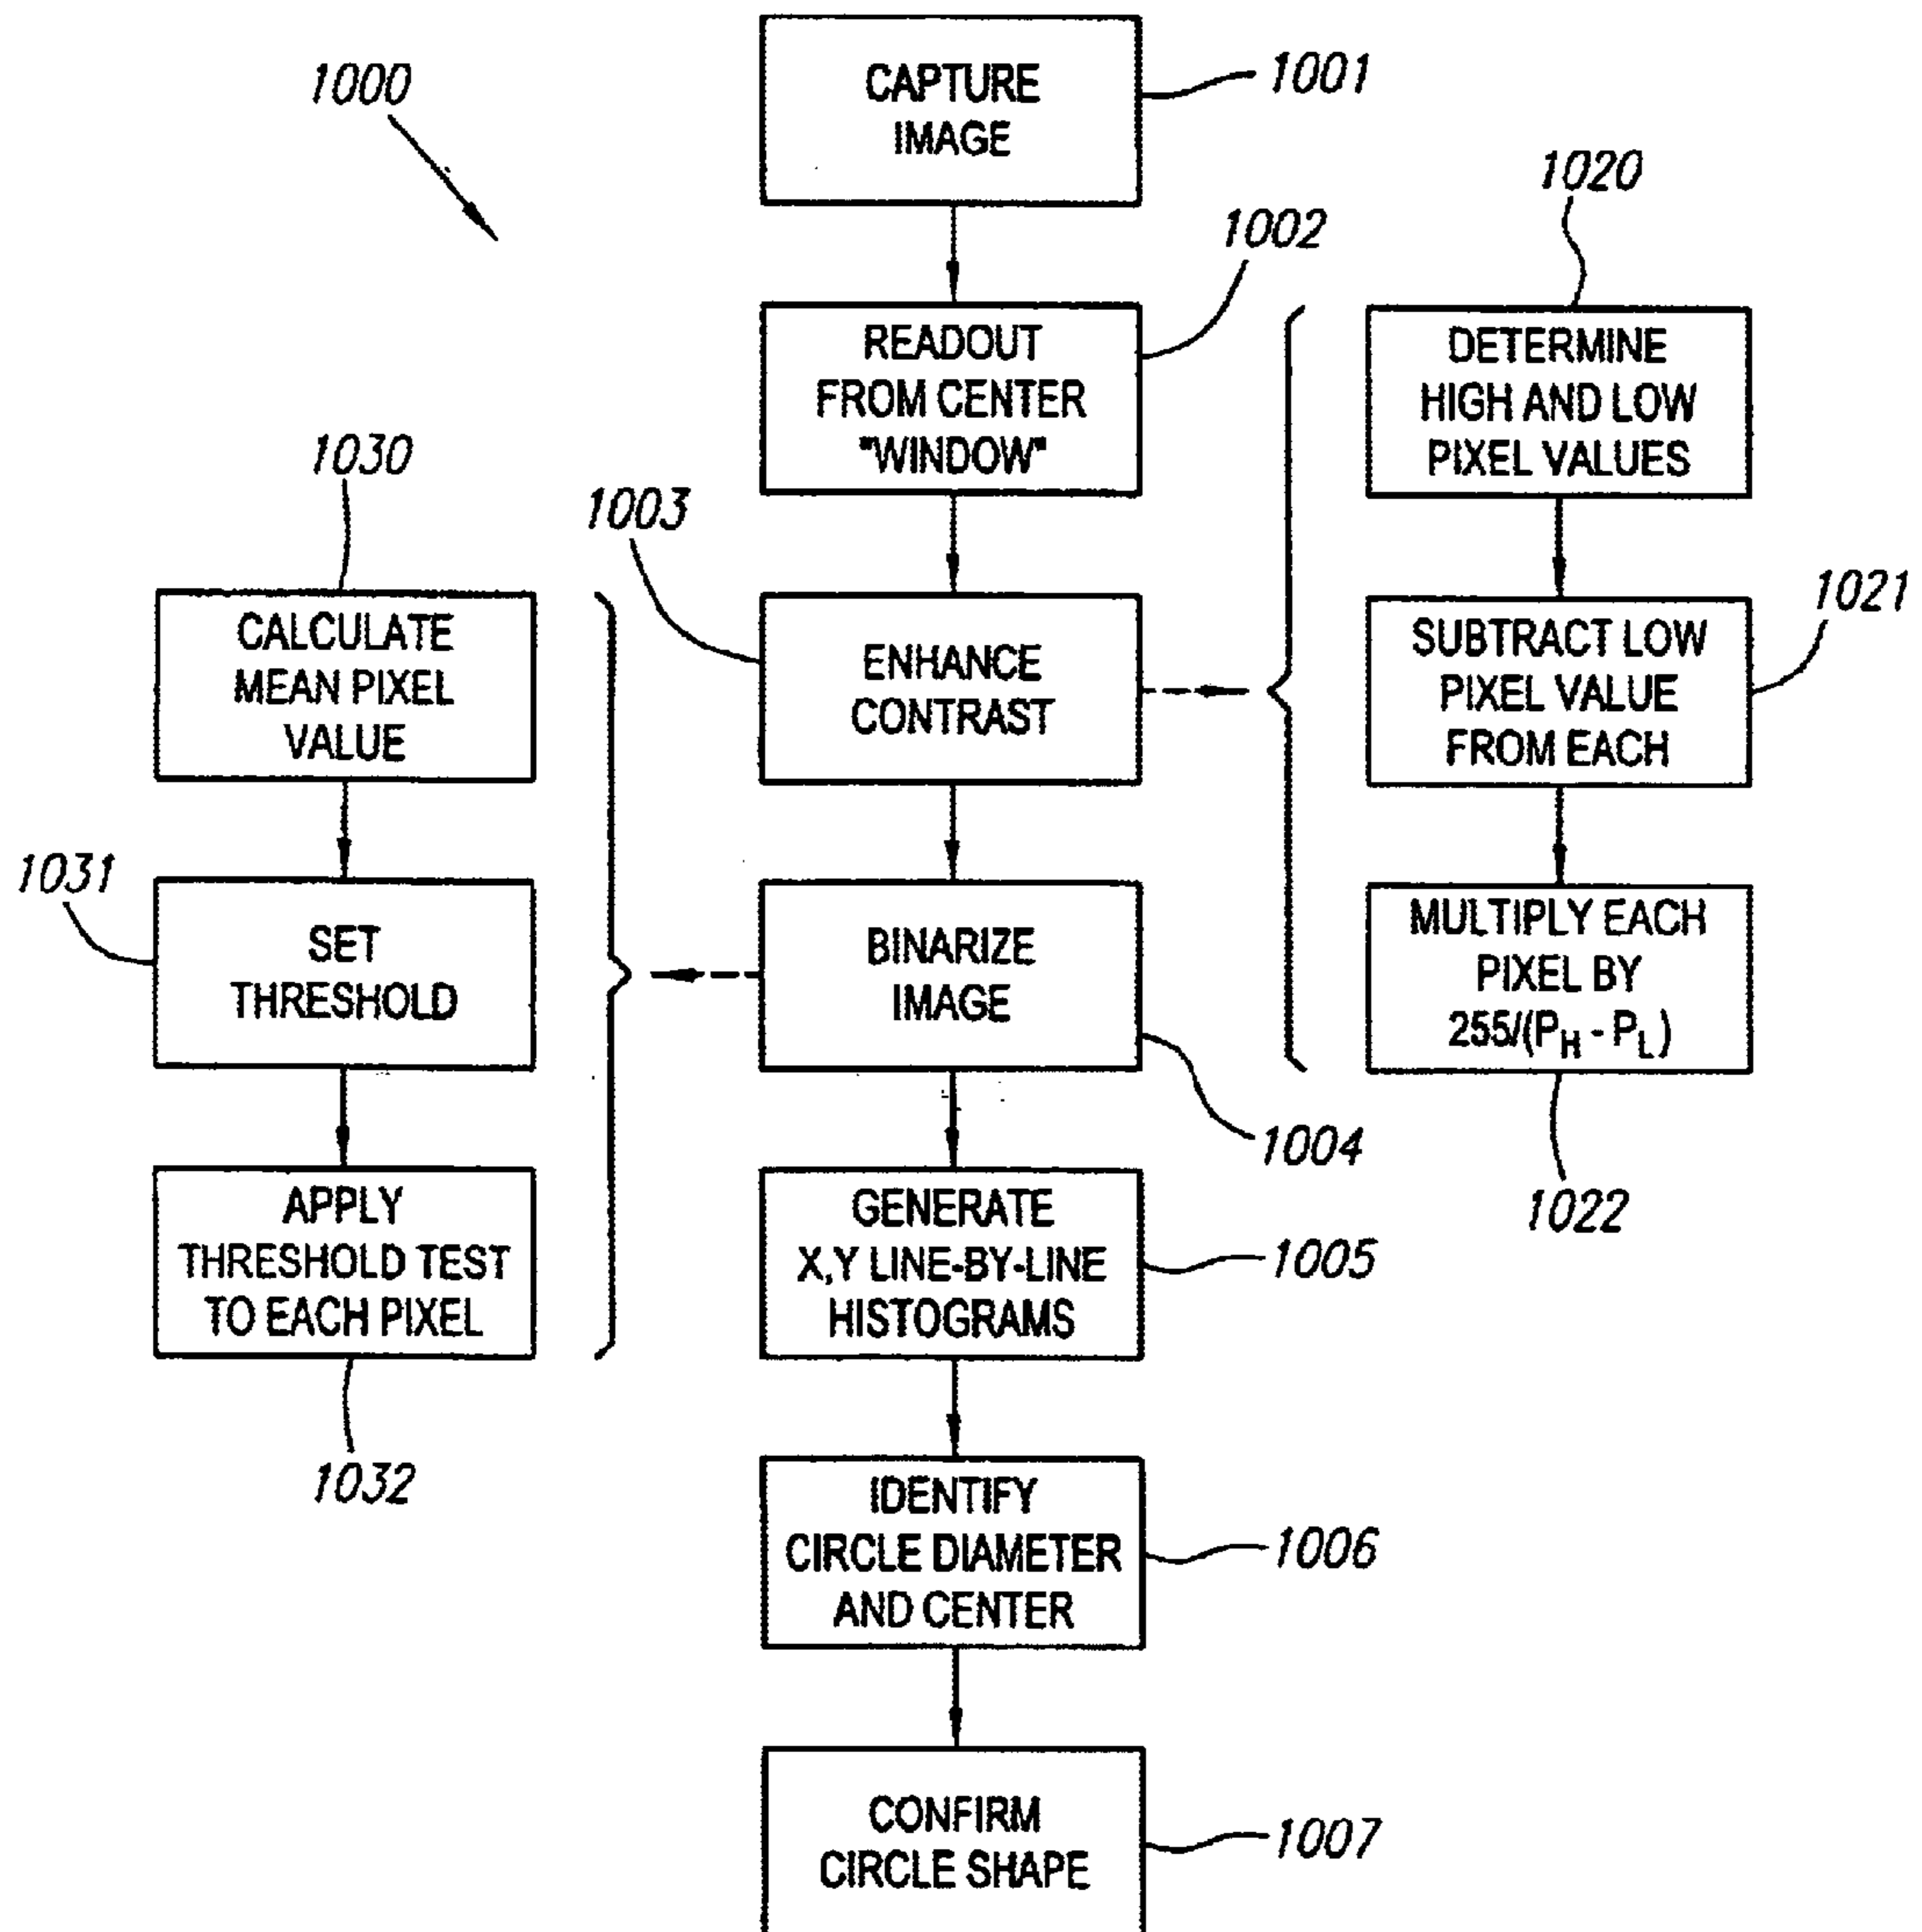 1000
CAPTURE
IMAGE
1001
READOUT
FROM CENTER
"WINDOW"
1002
1003
ENHANCE
CONTRAST
BINARIZE
IMAGE
1004
GENERATE
X,Y LINE-BY-LINE
HISTOGRAMS
1005
IDENTIFY
CIRCLE DIAMETER
AND CENTER
1006
CONFIRM
CIRCLE SHAPE
1007
1020
DETERMINE
HIGH AND LOW
PIXEL VALUES
SUBTRACT LOW
PIXEL VALUE
FROM EACH
1021
MULTIPLY EACH
PIXEL BY
255/(PH - PL)
1022
1030
CALCULATE
MEAN PIXEL
VALUE
1031
SET
THRESHOLD
APPLY
THRESHOLD TEST
TO EACH PIXEL
1032